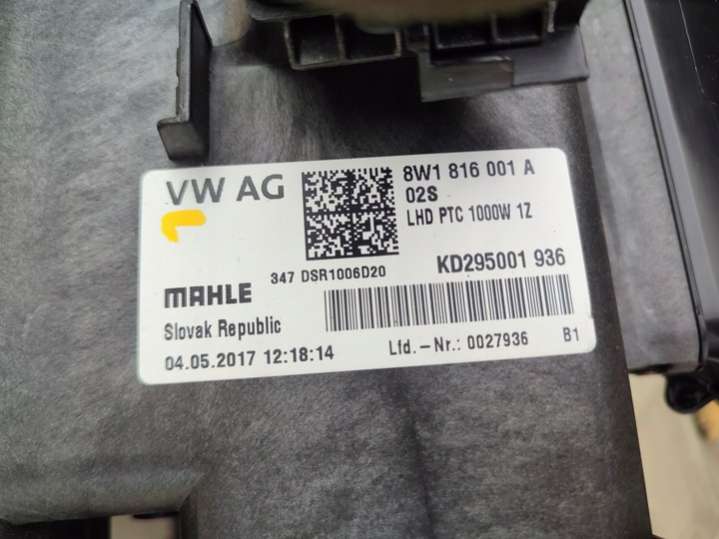 VW AG
8W1 816 001 A
02S
LHD PTC 1000W 1Z
347 DSR1006D20
KD295001 936
MAHLE
Slovak Republic
04.05.2017 12:18:14
Lfd.-Nr.: 0027936
B1